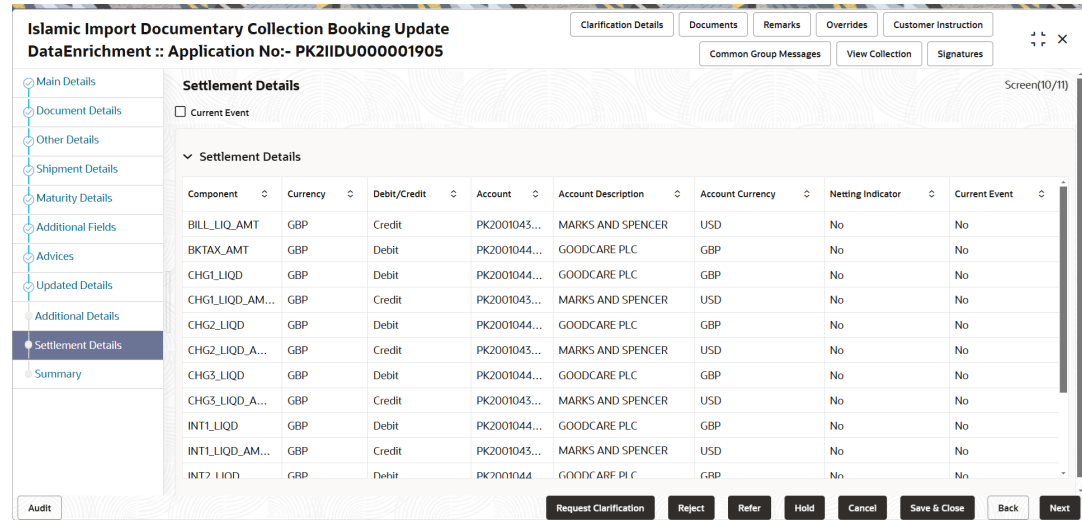 Islamic Import Documentary Collection Booking Update
DataEnrichment :: Application No:- PK2IIDU000001905
Clarification Details Documents Remarks Overrides Customer Instruction
Common Group Messages View Collection Signatures
Main Details
Document Details
Other Details
Shipment Details
Maturity Details
Additional Fields
Advices
Updated Details
Additional Details
Settlement Details
Summary
Settlement Details Screen(10/11)
Current Event
Settlement Details
Component Currency Debit/Credit Account Account Description Account Currency Netting Indicator Current Event
BILL_LIQ_AMT GBP Credit PK2001043... MARKS AND SPENCER USD No No
BKTAX_AMT GBP Debit PK2001044... GOODCARE PLC GBP No No
CHG1_LIQD GBP Debit PK2001044... GOODCARE PLC GBP No No
CHG1_LIQD_AM... GBP Credit PK2001043... MARKS AND SPENCER USD No No
CHG2_LIQD GBP Debit PK2001044... GOODCARE PLC GBP No No
CHG2_LIQD_A... GBP Credit PK2001043... MARKS AND SPENCER USD No No
CHG3_LIQD GBP Debit PK2001044... GOODCARE PLC GBP No No
CHG3_LIQD_A... GBP Credit PK2001043... MARKS AND SPENCER USD No No
INT1_LIQD GBP Debit PK2001044... GOODCARE PLC GBP No No
INT1_LIQD_AM... GBP Credit PK2001043... MARKS AND SPENCER USD No No
INT2_LIQD GBP Debit PK2001044 GOODCARE PLC GBP No No
Audit Request Clarification Reject Refer Hold Cancel Save & Close Back Next